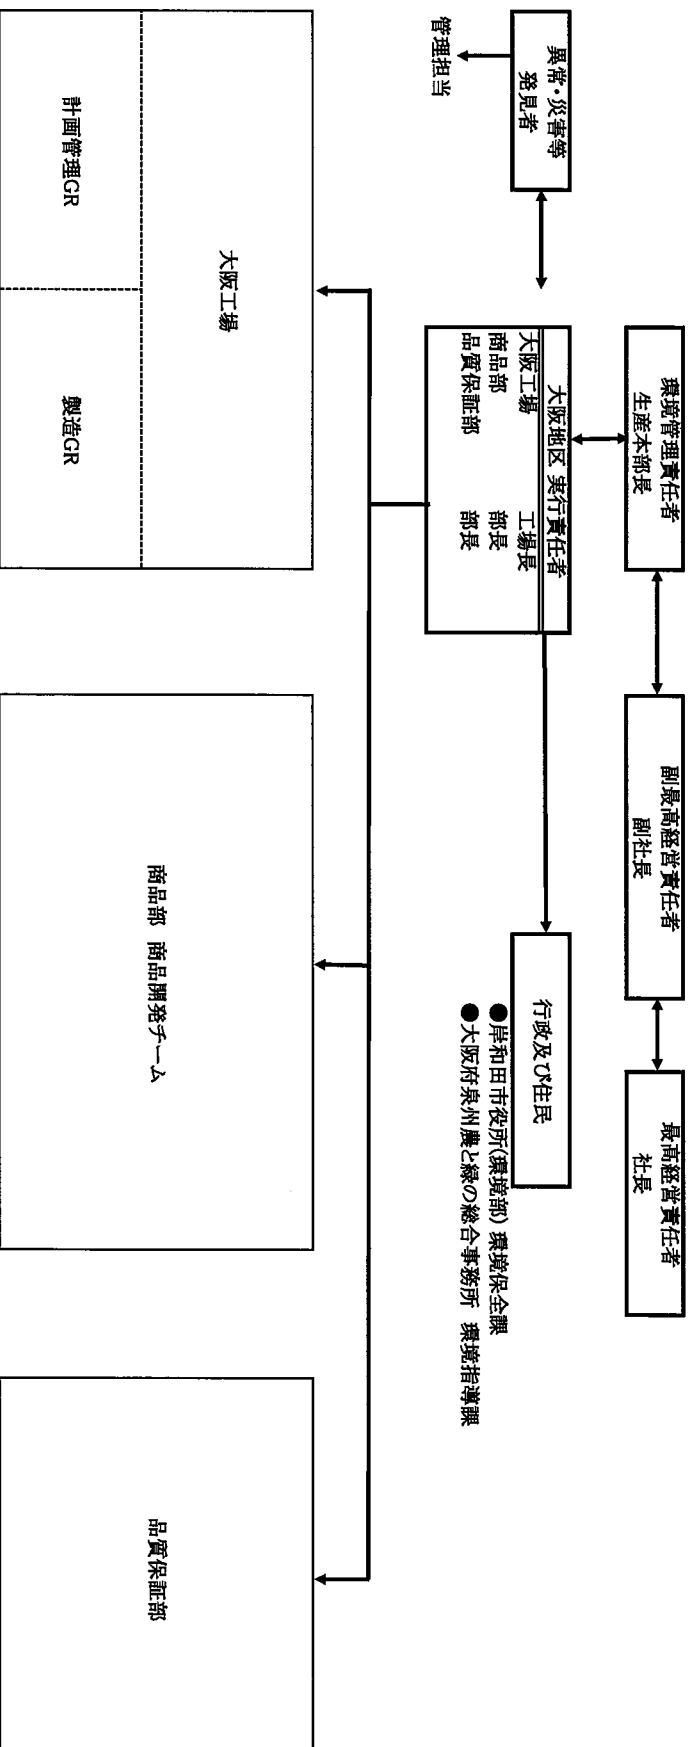 環境管理責任者
生産本部長
副最高経営責任者
副社長
最高経営責任者
社長
異常・災害等
発見者
管理担当
大阪地区 実行責任者
大阪工場 工場長
商品部 部長
品質保証部 部長
行政及び住民
●岸和田市役所(環境部) 環境保全課
●大阪府泉州農と緑の総合事務所 環境指導課
大阪工場
計画管理GR
製造GR
商品部 商品開発チーム
品質保証部